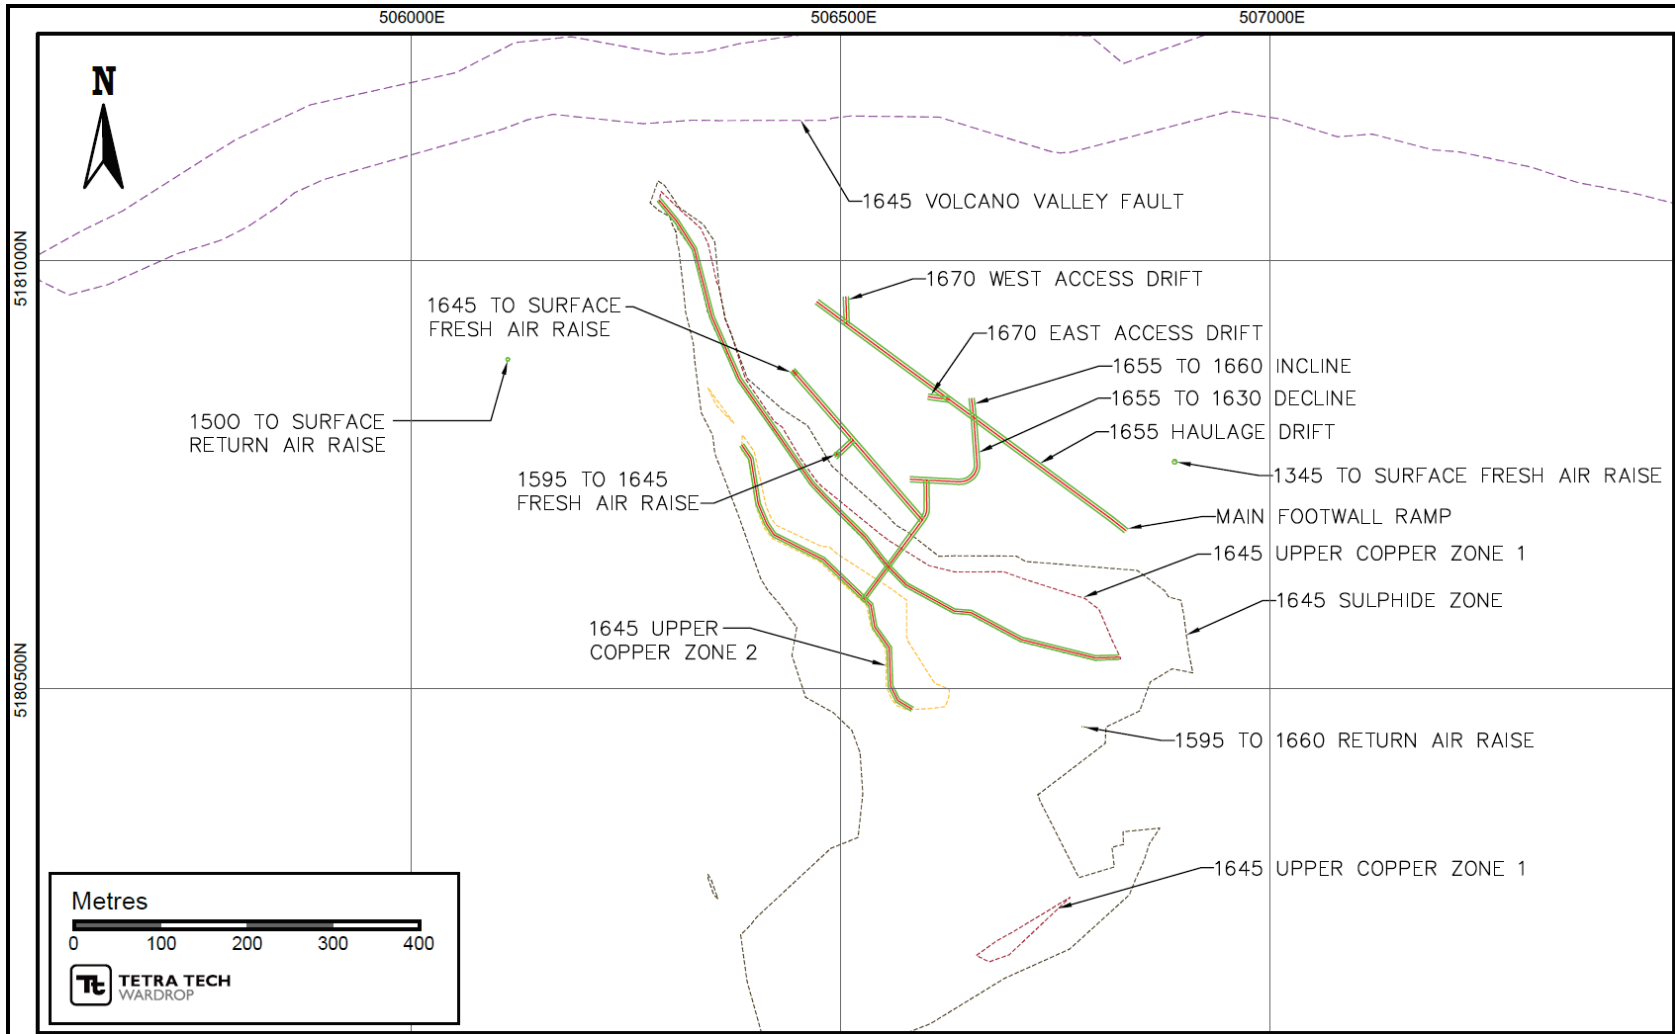 506000E
506500E
507000E
N
1645 VOLCANO VALLEY FAULT
5181000N
1670 WEST ACCESS DRIFT
1645 TO SURFACE
FRESH AIR RAISE
1670 EAST ACCESS DRIFT
1655 TO 1660 INCLINE
1655 TO 1630 DECLINE
1500 TO SURFACE
RETURN AIR RAISE
1655 HAULAGE DRIFT
1595 TO 1645
FRESH AIR RAISE
1345 TO SURFACE FRESH AIR RAISE
MAIN FOOTWALL RAMP
1645 UPPER COPPER ZONE 1
1645 SULPHIDE ZONE
1645 UPPER
COPPER ZONE 2
5180500N
1595 TO 1660 RETURN AIR RAISE
1645 UPPER COPPER ZONE 1
Metres
0 100 200 300 400
Tt TETRA TECH
WARDROP